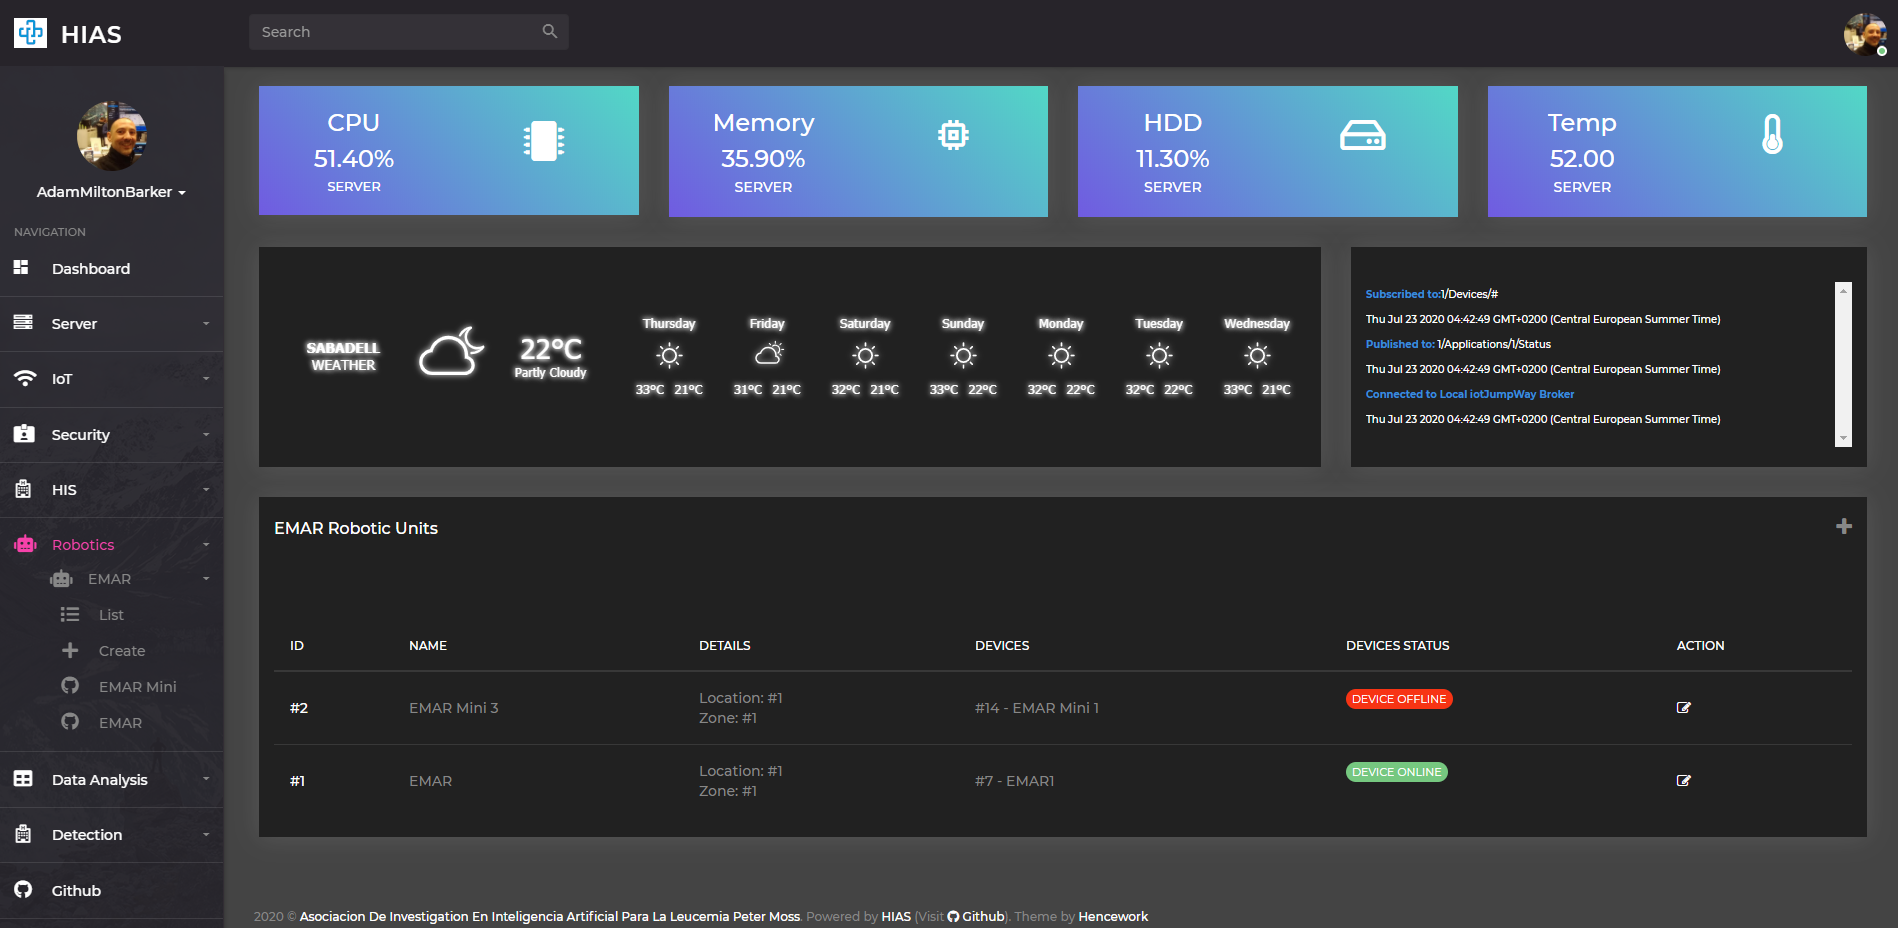 HIAS
Search
AdamMiltonBarker
NAVIGATION
Dashboard
Server
IoT
Security
HIS
Robotics
EMAR
List
Create
EMAR Mini
EMAR
Data Analysis
Detection
Github
CPU
51.40%
SERVER
Memory
35.90%
SERVER
HDD
11.30%
SERVER
Temp
52.00
SERVER
SABADELL
WEATHER
22°C
Partly Cloudy
Thursday
33°C 21°C
Friday
31°C 21°C
Saturday
32°C 21°C
Sunday
33°C 22°C
Monday
32°C 22°C
Tuesday
32°C 22°C
Wednesday
33°C 21°C
Subscribed to:1/Devices/#
Thu Jul 23 2020 04:42:49 GMT+0200 (Central European Summer Time)
Published to: 1/Applications/1/Status
Thu Jul 23 2020 04:42:49 GMT+0200 (Central European Summer Time)
Connected to Local iotJumpWay Broker
Thu Jul 23 2020 04:42:49 GMT+0200 (Central European Summer Time)
EMAR Robotic Units
ID NAME DETAILS DEVICES DEVICES STATUS ACTION
#2 EMAR Mini 3 Location: #1 #14 - EMAR Mini 1 DEVICE OFFLINE
Zone: #1
#1 EMAR Location: #1 #7 - EMAR1 DEVICE ONLINE
Zone: #1
2020 © Asociacion De Investigation En Inteligencia Artificial Para La Leucemia Peter Moss. Powered by HIAS (Visit Github). Theme by Hencework